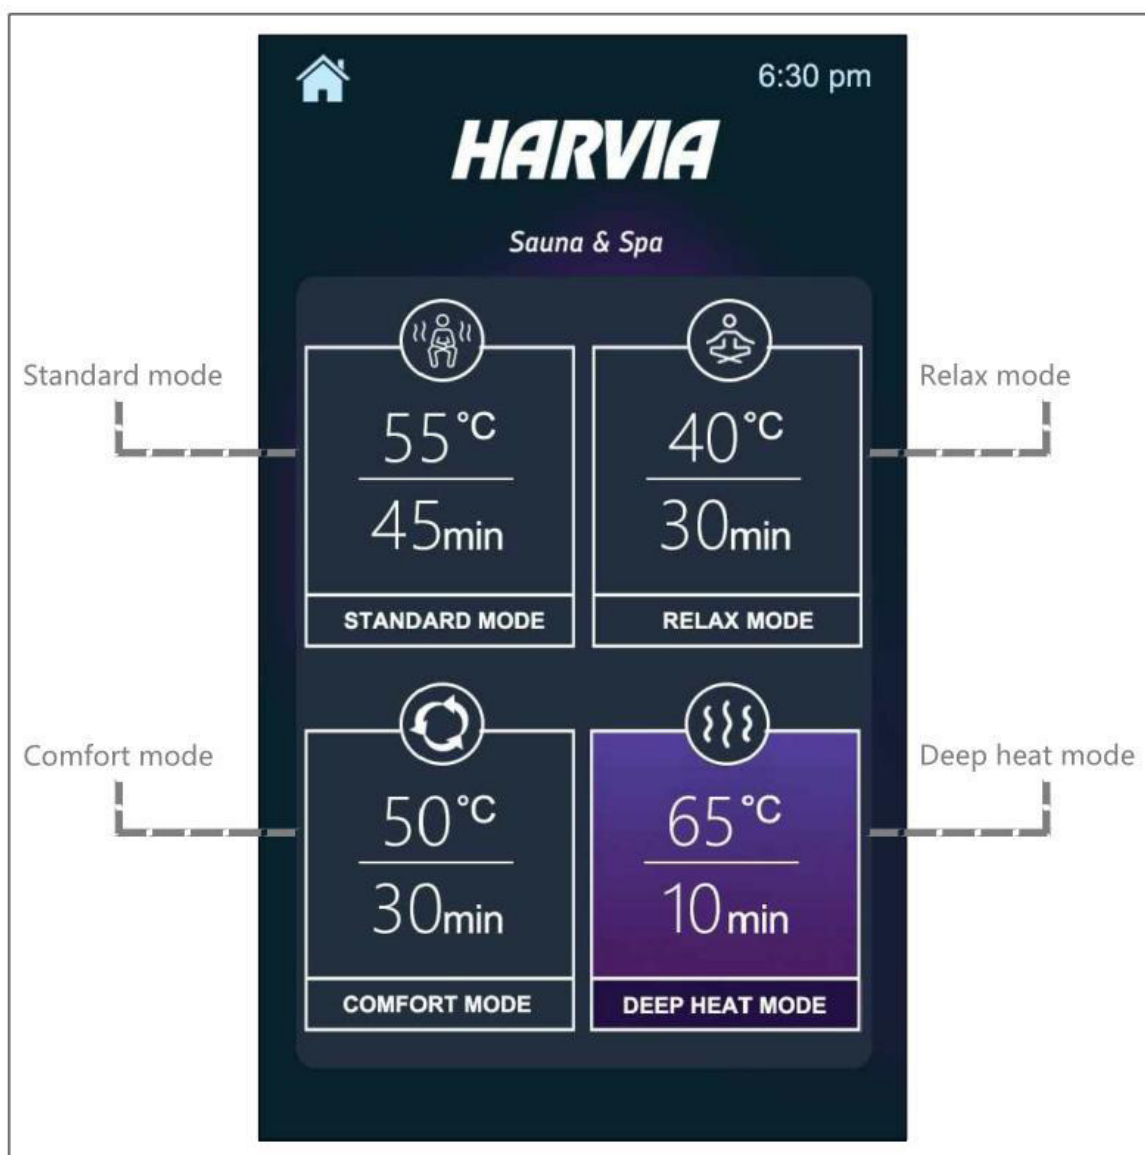 6:30 pm
HARVIA
Sauna & Spa
Standard mode
Relax mode
55°C
40°C
45min
30min
STANDARD MODE
RELAX MODE
Comfort mode
Deep heat mode
50°C
65°C
30min
10min
COMFORT MODE
DEEP HEAT MODE